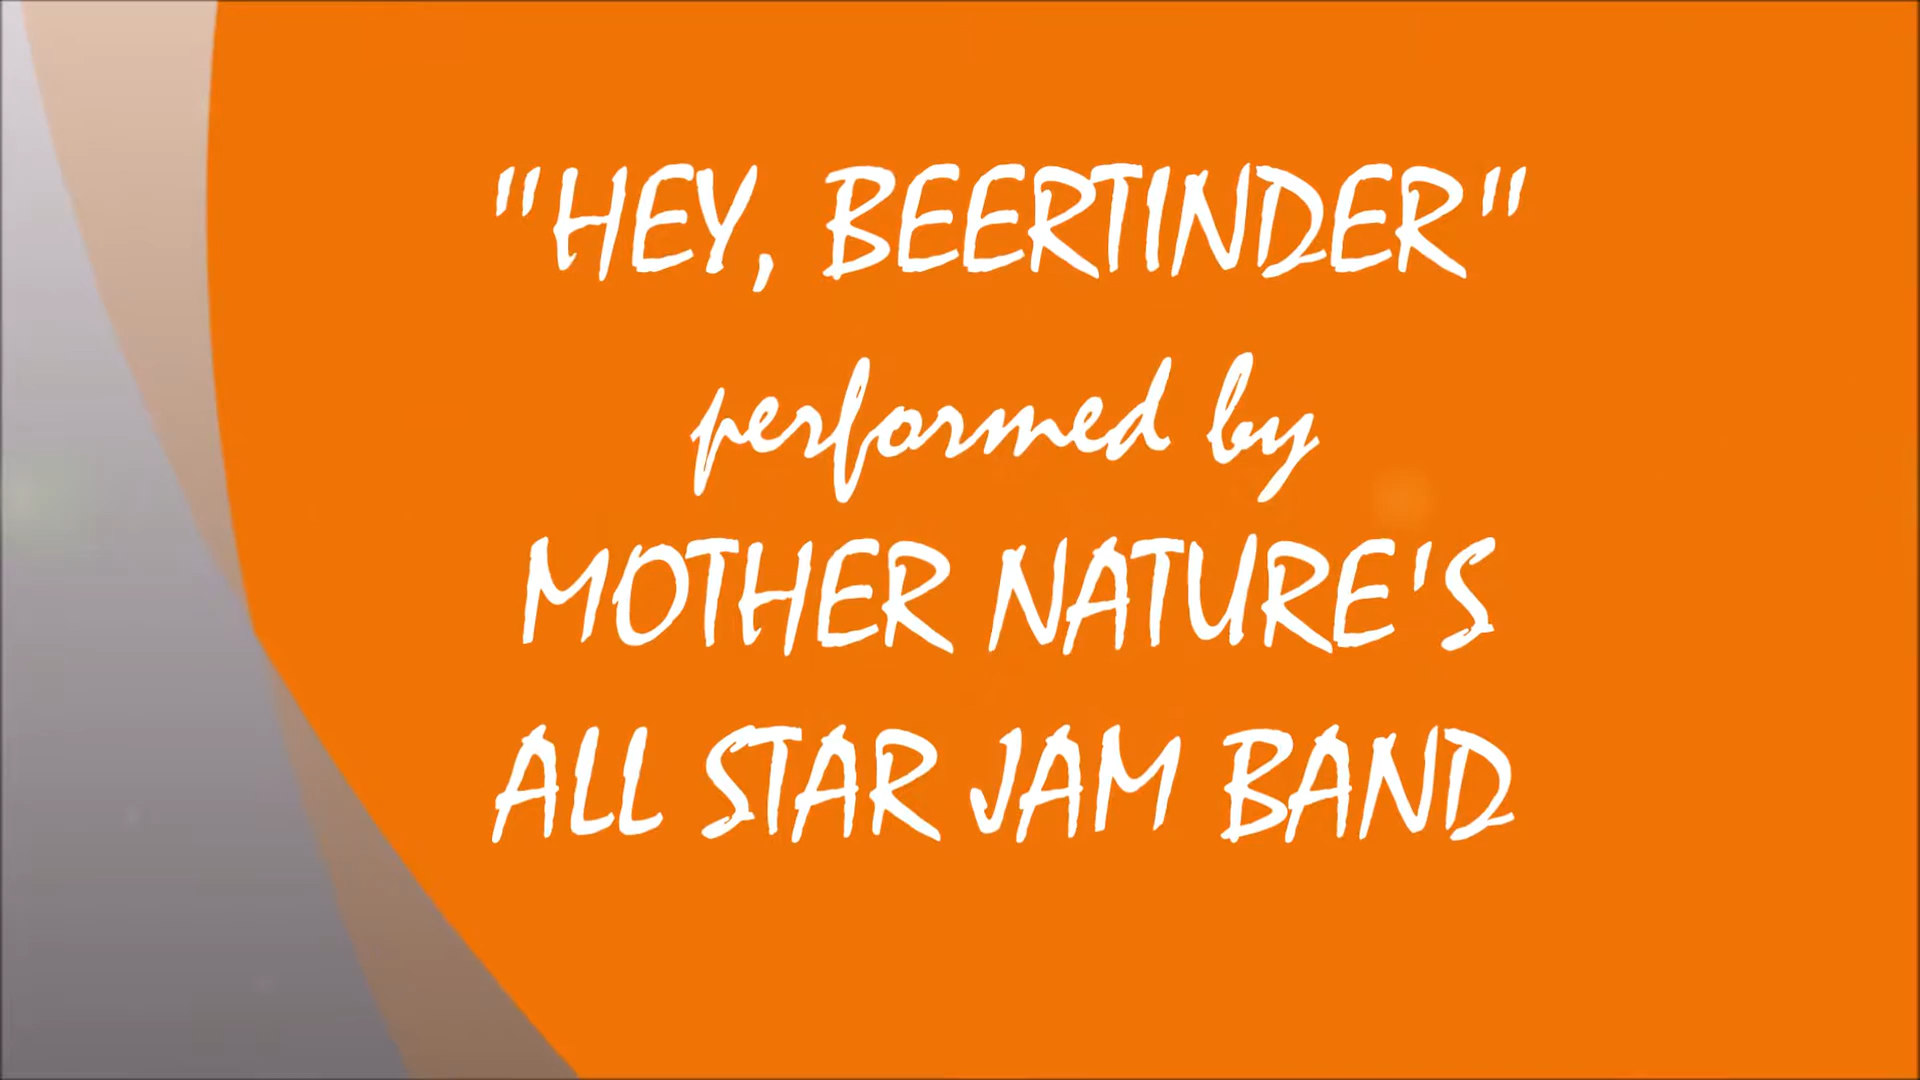 "HEY, BEERTINDER"
performed by
MOTHER NATURE'S
ALL STAR JAM BAND